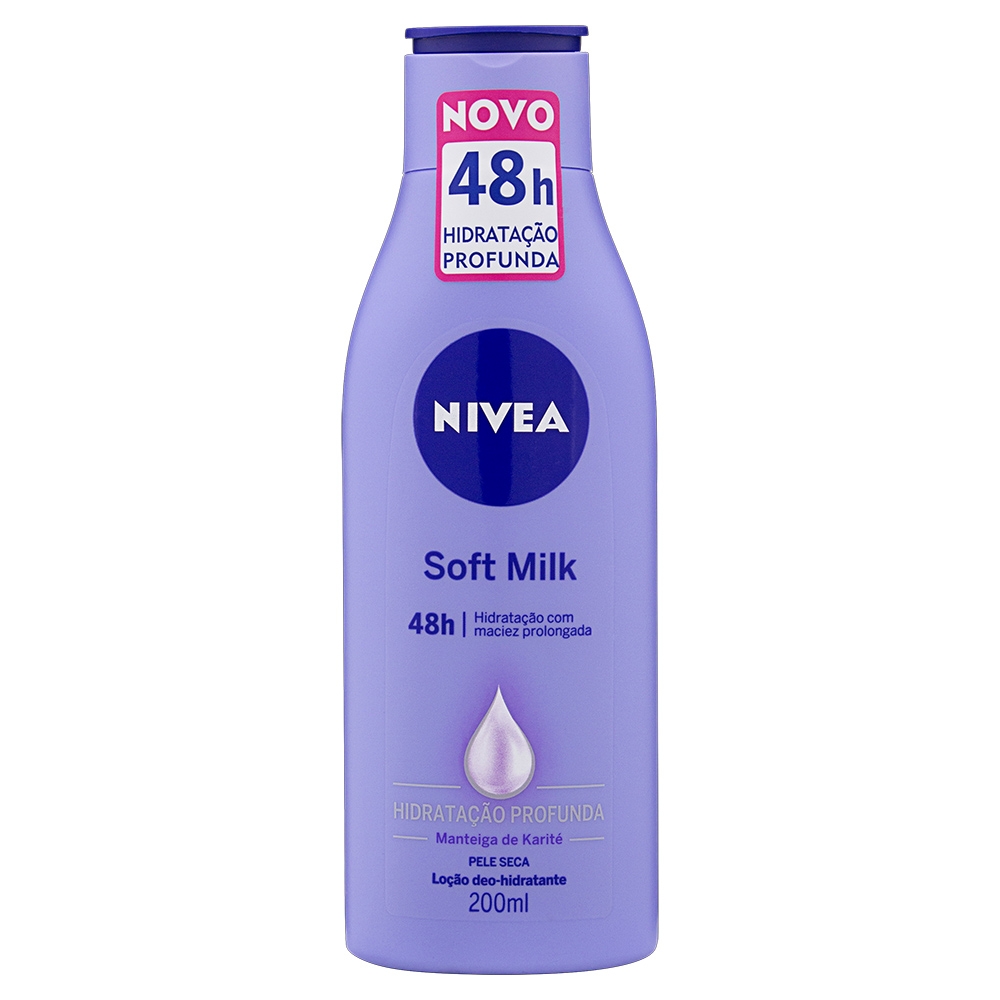 NOVO
48h
HIDRATAÇÃO
PROFUNDA
NIVEA
Soft Milk
48h | Hidratação com
maciez prolongada
HIDRATAÇÃO PROFUNDA
Manteiga de Karité
PELE SECA
Loção deo-hidratante
200ml